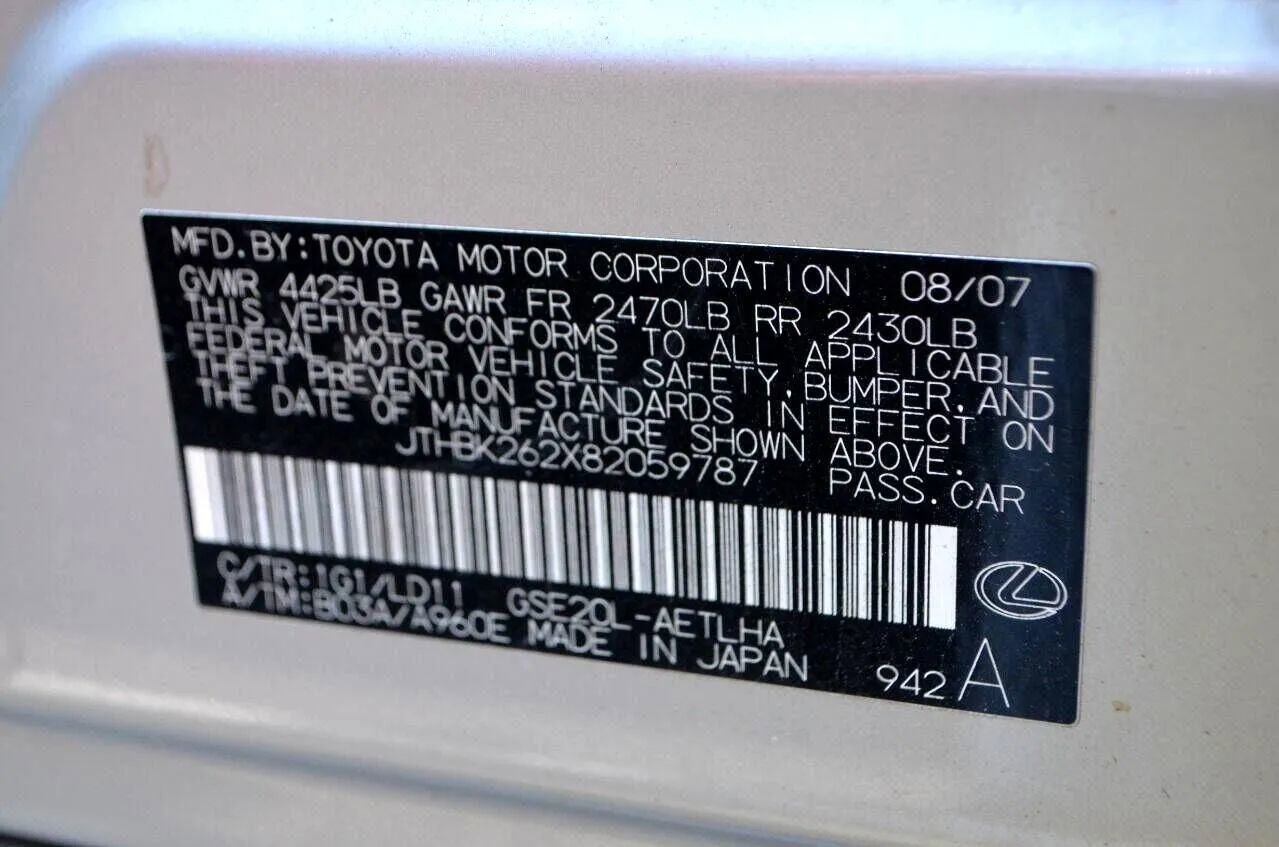 MFD.BY:TOYOTA MOTOR CORPORATION 08/07
GVWR 4425LB GAWR FR 2470LB RR 2430LB
THIS VEHICLE CONFORMS TO ALL APPLICABLE
FEDERAL MOTOR VEHICLE SAFETY,BUMPER,AND
THEFT PREVENTION STANDARDS IN EFFECT ON
THE DATE OF MANUFACTURE SHOWN ABOVE.
JTHBK262X82059787 PASS.CAR
C/TR:1G1/LD11 GSE20L-AETLHA
A/TM:B03A/A960E MADE IN JAPAN 942 A